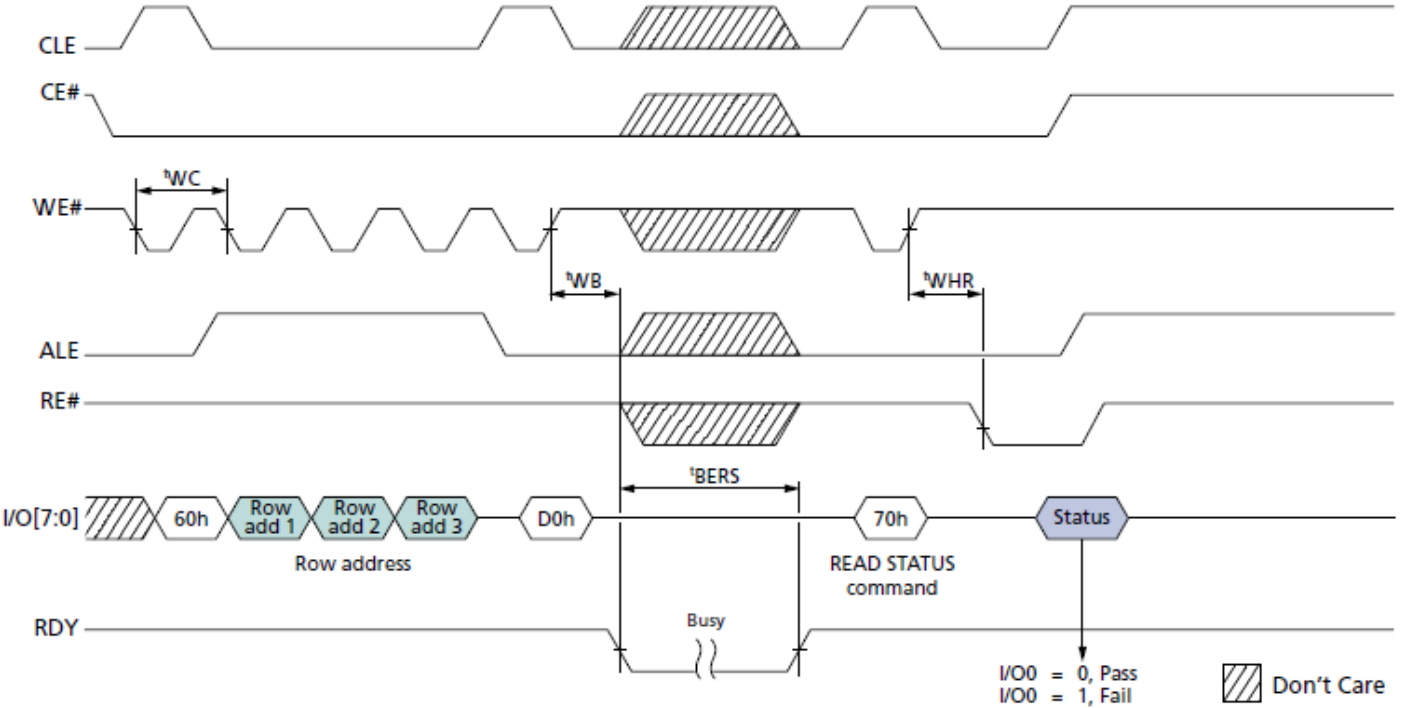 CLE
CE#
tWC
WE#
tWB
tWHR
ALE
RE#
tBERS
I/O[7:0]
60h
Row add 1
Row add 2
Row add 3
D0h
70h
Status
Row address
READ STATUS
command
RDY
Busy
I/O0 = 0, Pass
I/O0 = 1, Fail
Don't Care